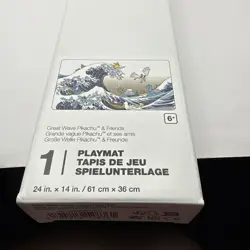 Great Wave Pikachu™ & Friends
Grande vague Pikachu™ et ses amis
Große Welle Pikachu™ & Freunde
6+
1 PLAYMAT
TAPIS DE JEU
SPIELUNTERLAGE
24 in. x 14 in. / 61 cm x 36 cm